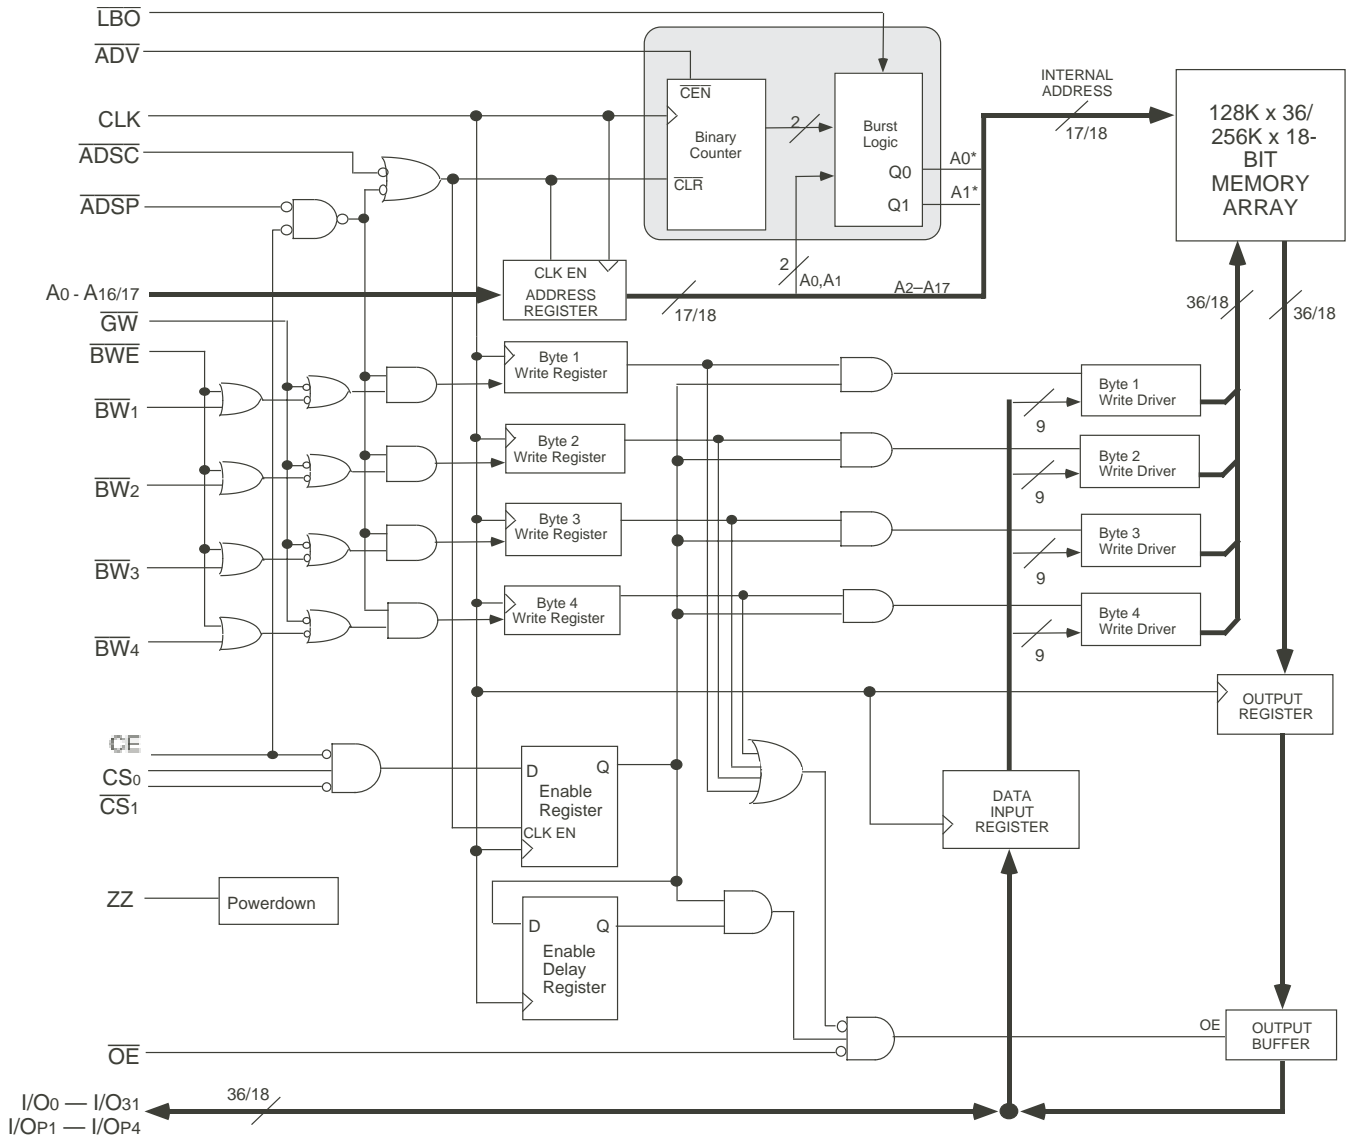 LBO
ADV
CLK
ADSC
ADSP
A0 - A16/17
GW
BWE
BW1
BW2
BW3
BW4
CE
CS0
CS1
ZZ
OE
I/O0 — I/O31
I/OP1 — I/OP4
36/18
CEN
Binary
Counter
CLR
2
Burst
Logic
Q0
Q1
A0*
A1*
2
A0,A1
A2–A17
INTERNAL
ADDRESS
17/18
128K x 36/
256K x 18-
BIT
MEMORY
ARRAY
CLK EN
ADDRESS
REGISTER
17/18
36/18
36/18
Byte 1
Write Register
Byte 2
Write Register
Byte 3
Write Register
Byte 4
Write Register
9
Byte 1
Write Driver
9
Byte 2
Write Driver
9
Byte 3
Write Driver
9
Byte 4
Write Driver
OUTPUT
REGISTER
D
Q
Enable
Register
CLK EN
DATA
INPUT
REGISTER
Powerdown
D
Q
Enable
Delay
Register
OE
OUTPUT
BUFFER